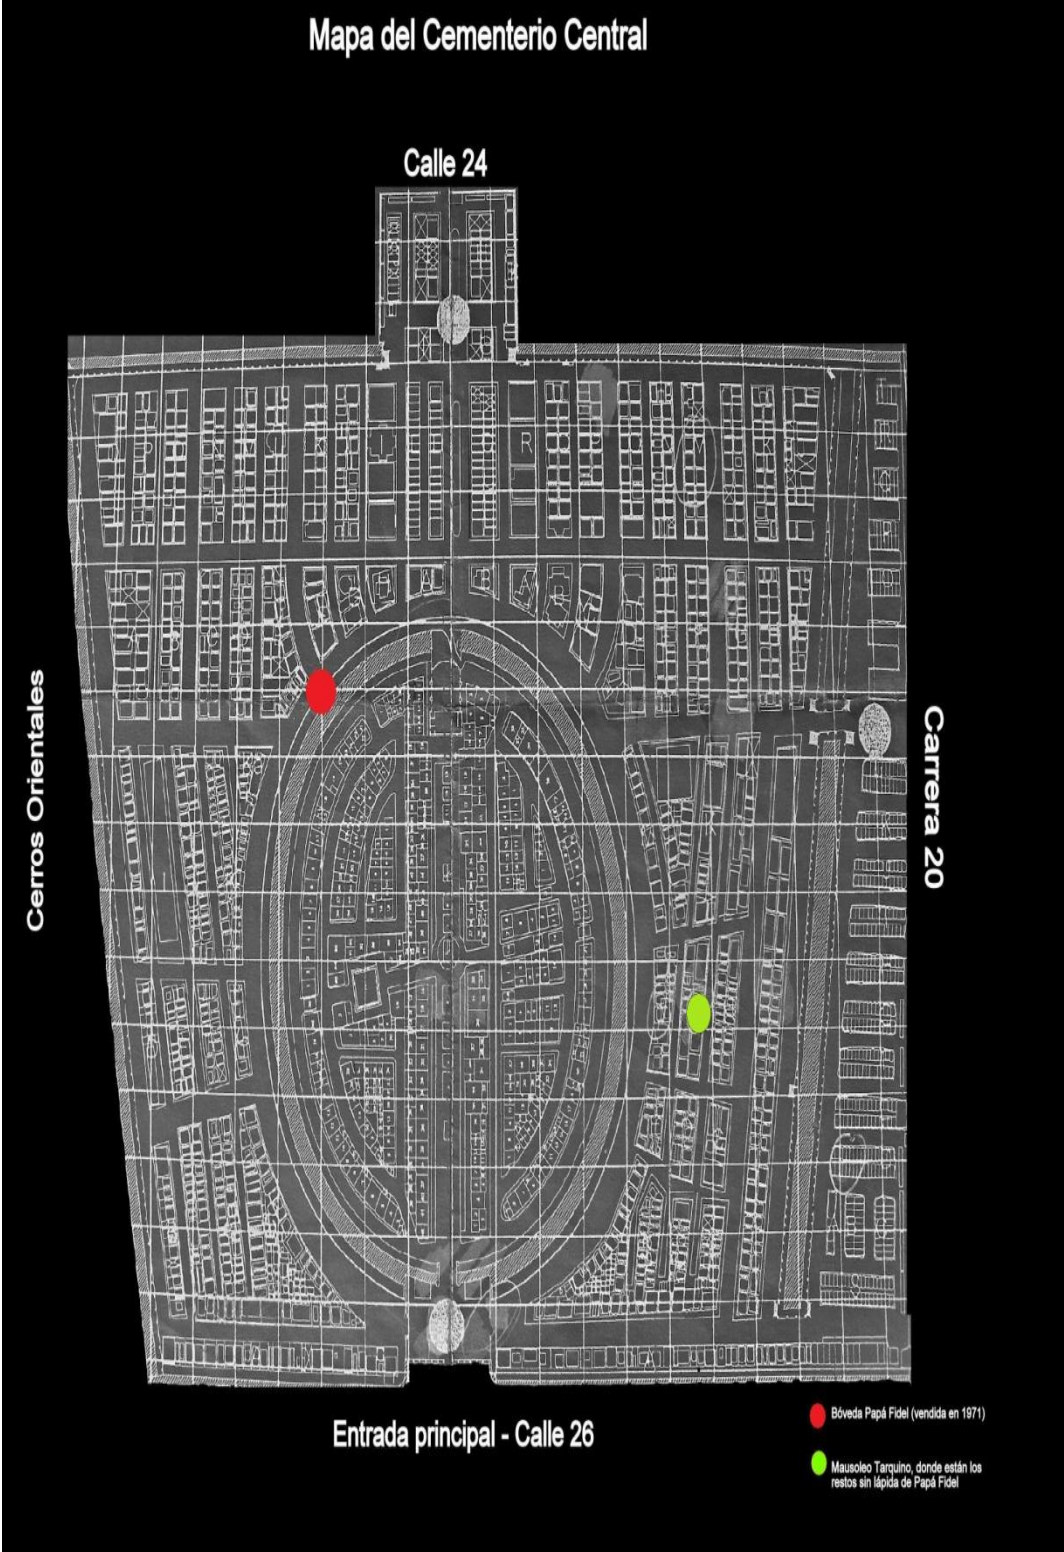 Mapa del Cementerio Central
Calle 24
R
Cerros Orientales
Carrera 20
Entrada principal - Calle 26
Bóveda Papá Fidel (vendida en 1971)
Mausoleo Tarquino, donde están los
restos sin lápida de Papá Fidel